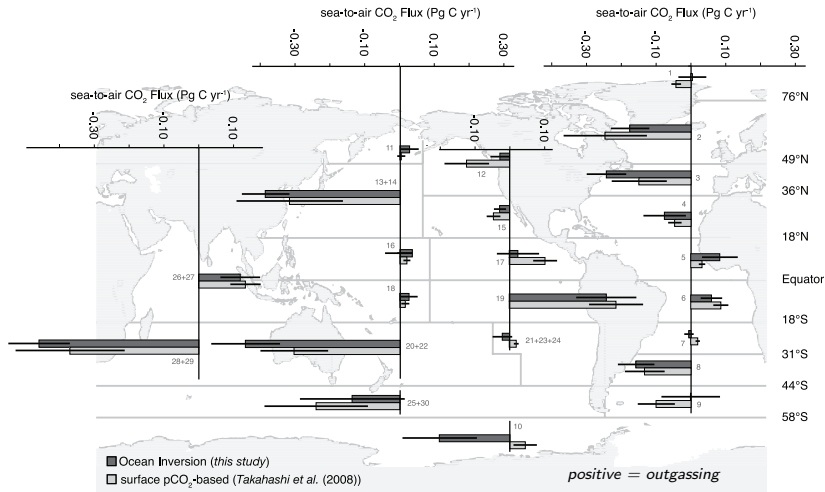 sea-to-air CO₂ Flux (Pg C yr⁻¹)
-0.30
-0.10
0.10
0.30
sea-to-air CO₂ Flux (Pg C yr⁻¹)
-0.30
-0.10
0.10
0.30
sea-to-air CO₂ Flux (Pg C yr⁻¹)
-0.30
-0.10
0.10
-0.10
0.10
1
76°N
2
11
49°N
12
3
13+14
36°N
4
15
18°N
16
17
5
26+27
Equator
18
19
6
18°S
20+22
21+23+24
7
28+29
31°S
8
44°S
25+30
9
58°S
10
Ocean Inversion (this study)
surface pCO₂-based (Takahashi et al. (2008))
positive = outgassing